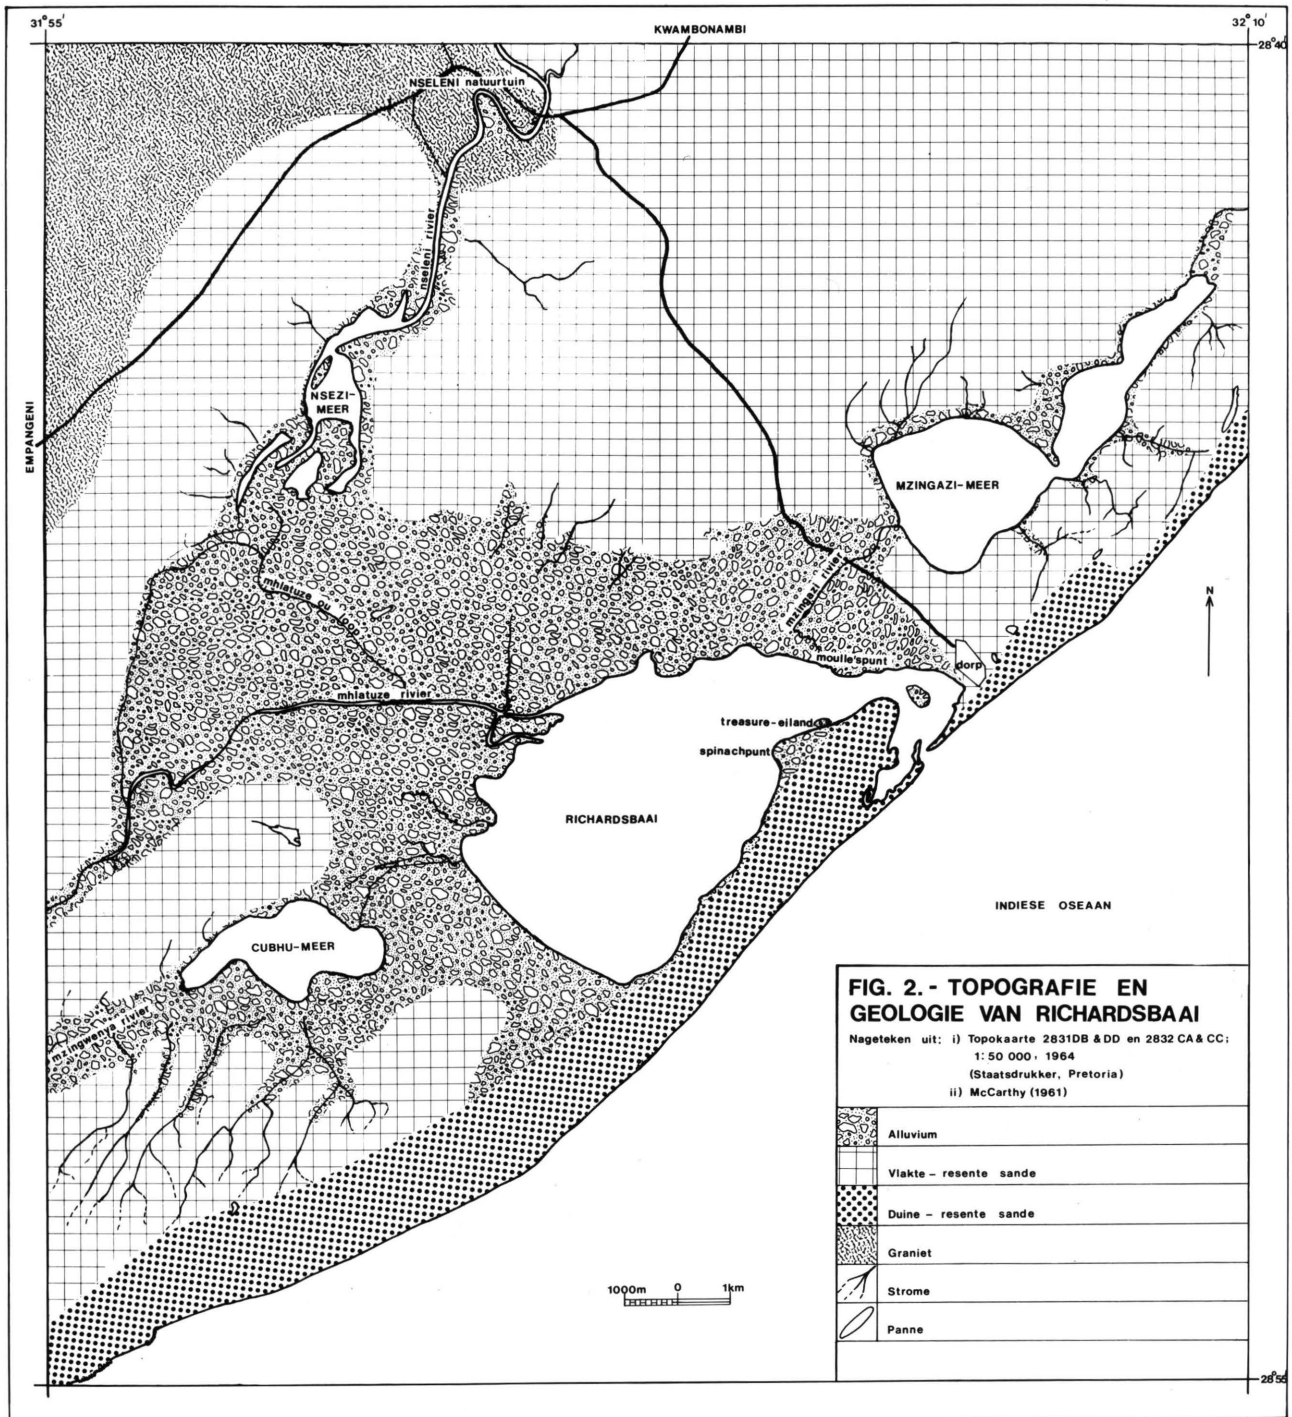 31°55'
32°10'
KWAMBONAMBI
28°40'
NSELENI natuurtuin
nseleni rivier
NSEZI-
MEER
EMPANGENI
MZINGAZI-MEER
mzingazi rivier
mhlatuze ou loop
N
moulle'spunt
dorp
mhlatuze rivier
treasure-eiland
spinachpunt
RICHARDSBAAI
INDIESE OSEAAN
CUBHU-MEER
mzingwenya rivier
FIG. 2. - TOPOGRAFIE EN
GEOLOGIE VAN RICHARDSBAAI
Nageteken uit: i) Topokaarte 2831DB & DD en 2832 CA & CC;
1:50 000, 1964
(Staatsdrukker, Pretoria)
ii) McCarthy (1961)
Alluvium
Vlakte - resente sande
Duine - resente sande
Graniet
Strome
Panne
1000m 0 1km
28°55'